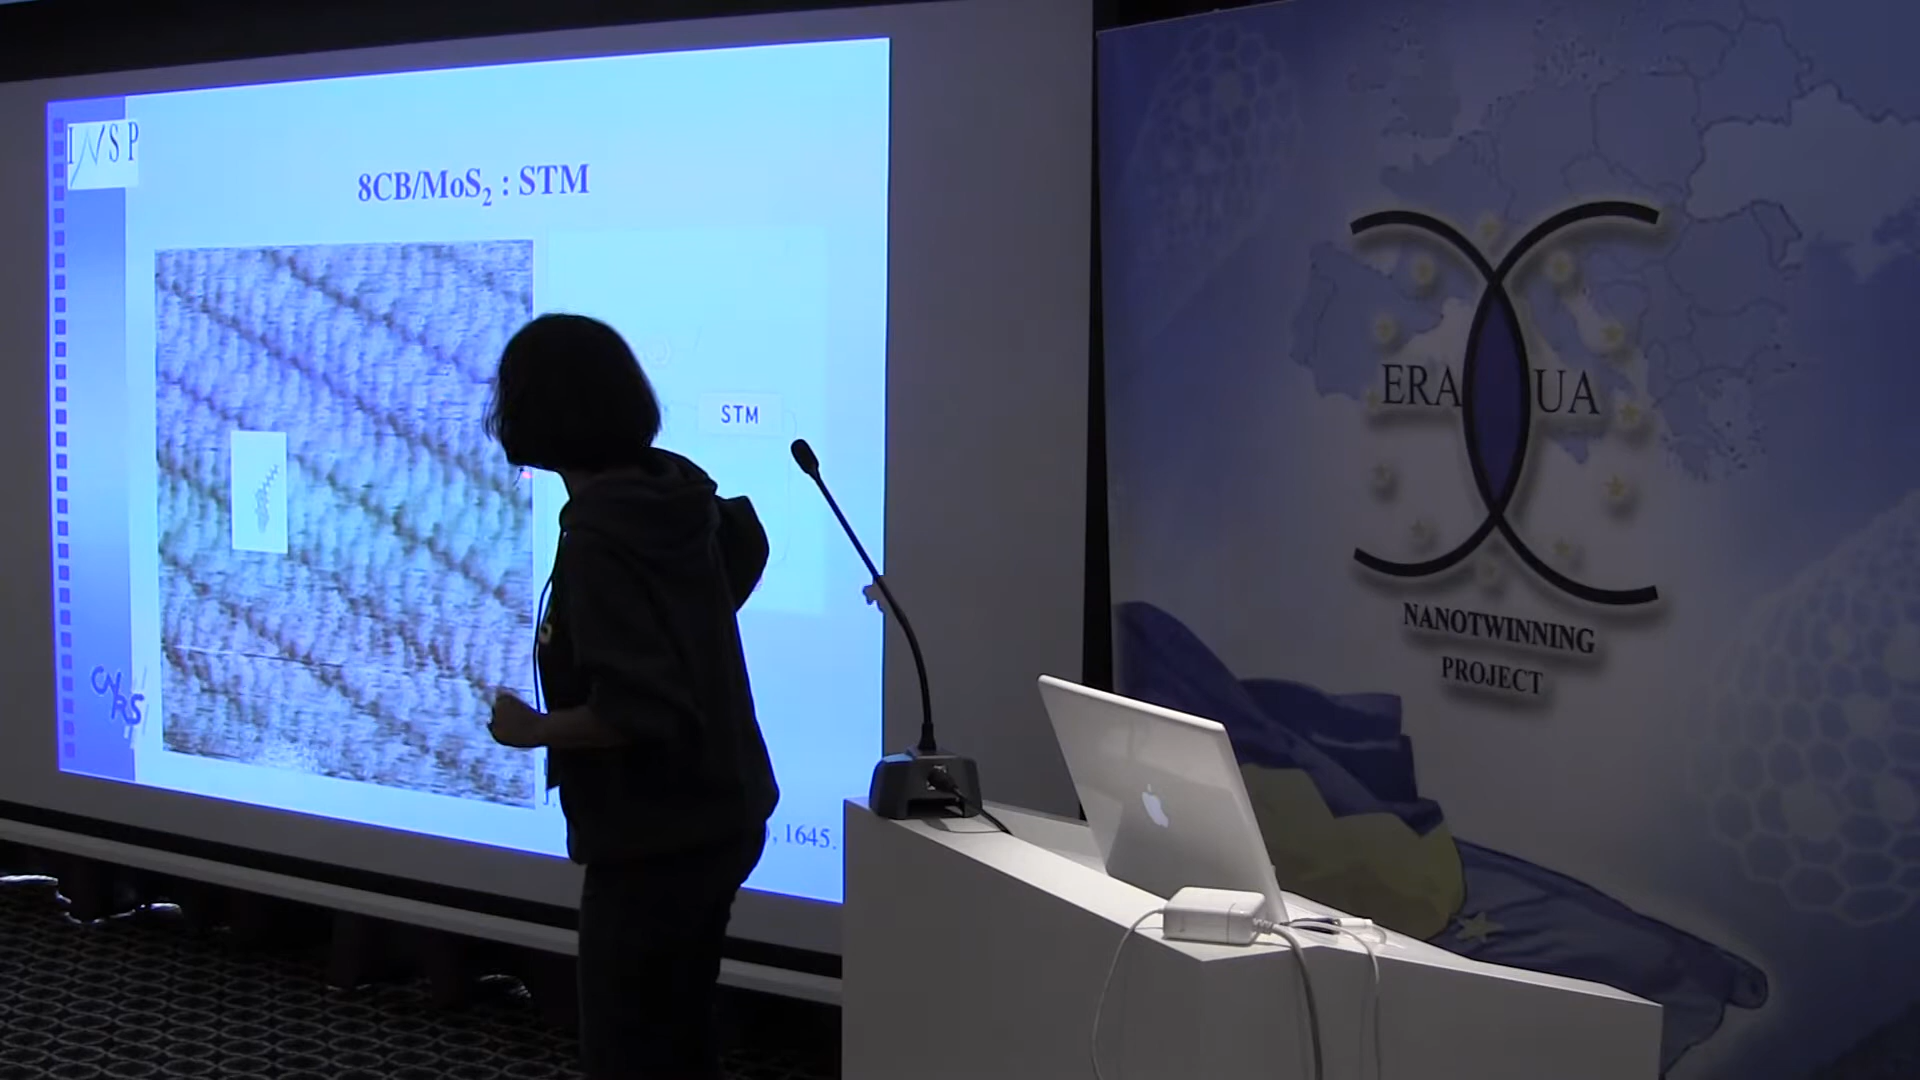 INSP
8CB/MoS₂ : STM
STM
CNRS
, 1645.
ERA UA
NANOTWINNING
PROJECT